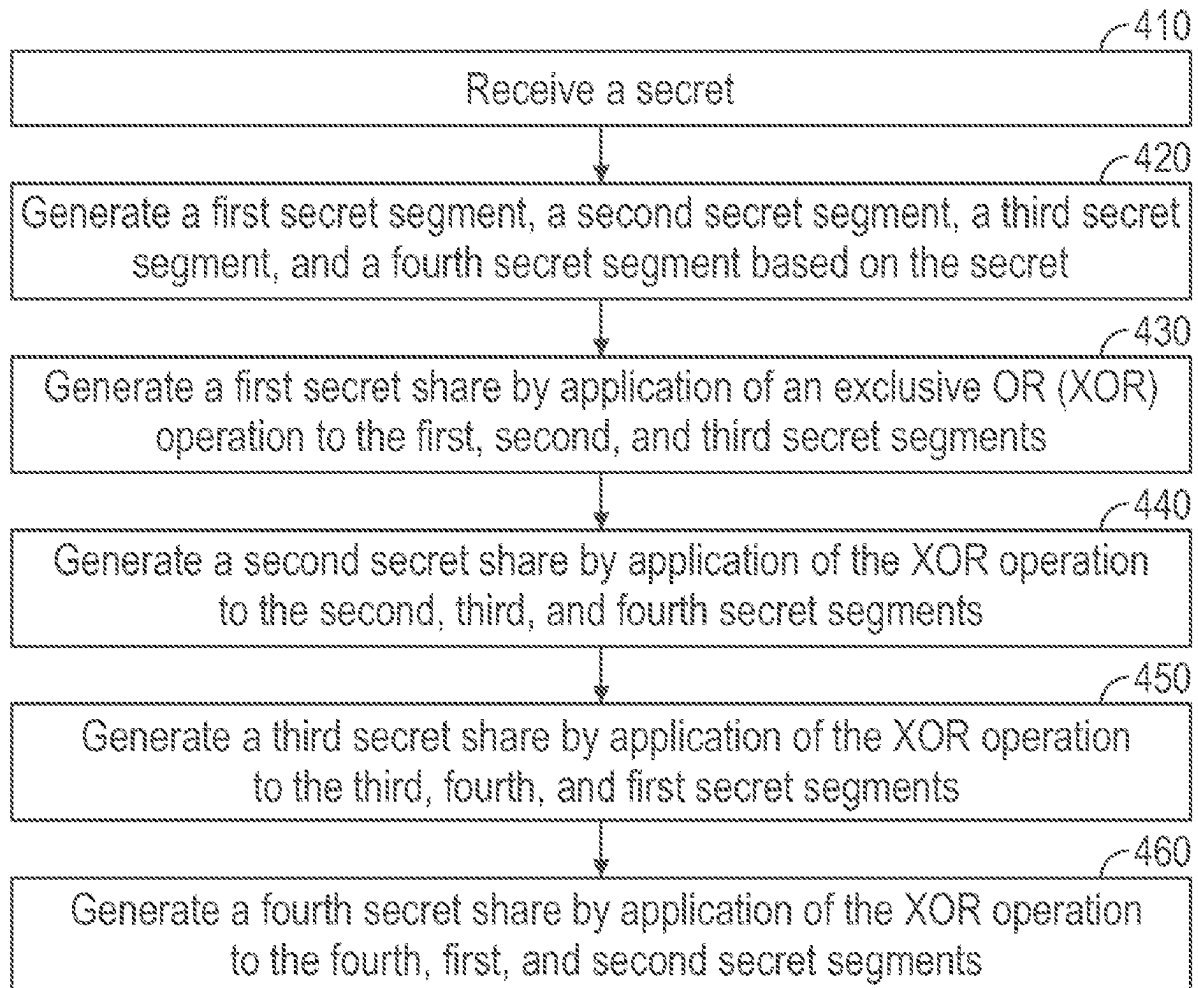 410
Receive a secret
420
Generate a first secret segment, a second secret segment, a third secret
segment, and a fourth secret segment based on the secret
430
Generate a first secret share by application of an exclusive OR (XOR)
operation to the first, second, and third secret segments
440
Generate a second secret share by application of the XOR operation
to the second, third, and fourth secret segments
450
Generate a third secret share by application of the XOR operation
to the third, fourth, and first secret segments
460
Generate a fourth secret share by application of the XOR operation
to the fourth, first, and second secret segments